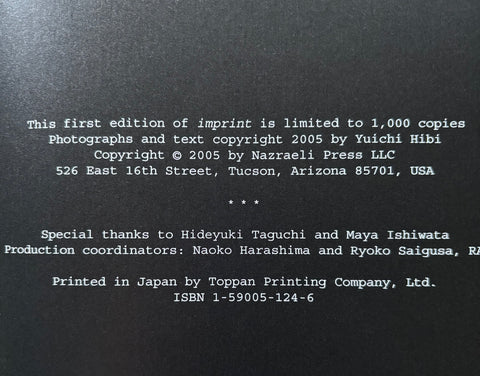 This first edition of imprint is limited to 1,000 copies
Photographs and text copyright 2005 by Yuichi Hibi
Copyright © 2005 by Nazraeli Press LLC
526 East 16th Street, Tucson, Arizona 85701, USA
* * *
Special thanks to Hideyuki Taguchi and Maya Ishiwata
Production coordinators: Naoko Harashima and Ryoko Saigusa,
Printed in Japan by Toppan Printing Company, Ltd.
ISBN 1-59005-124-6